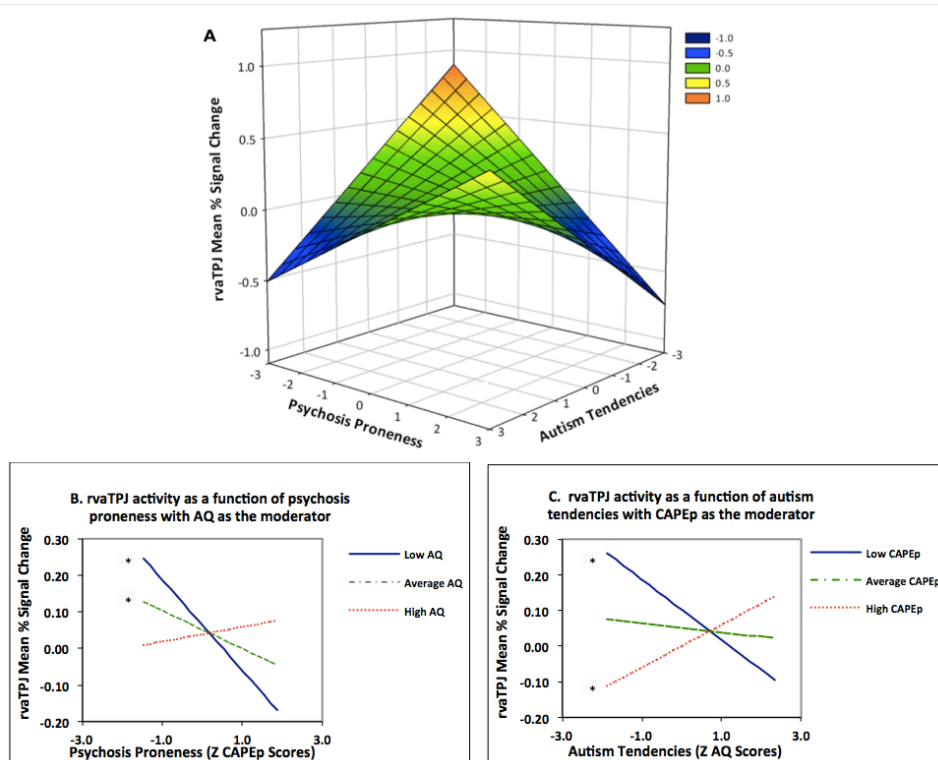 A
-1.0
-0.5
0.0
0.5
1.0
1.0
0.5
0.0
-0.5
-1.0
rvaTPJ Mean % Signal Change
-3
-2
-1
0
1
2
3
Psychosis Proneness
3
2
1
0
-1
-2
-3
Autism Tendencies
B. rvaTPJ activity as a function of psychosis
proneness with AQ as the moderator
rvaTPJ Mean % Signal Change
0.30
0.20
0.10
0.00
-0.10
-0.20
*
*
Low AQ
Average AQ
High AQ
-3.0 -1.0 1.0 3.0
Psychosis Proneness (Z CAPEp Scores)
C. rvaTPJ activity as a function of autism
tendencies with CAPEp as the moderator
rvaTPJ Mean % Signal Change
0.30
0.20
0.10
0.00
-0.10
-0.20
*
*
Low CAPEp
Average CAPEp
High CAPEp
-3.0 -1.0 1.0 3.0
Autism Tendencies (Z AQ Scores)